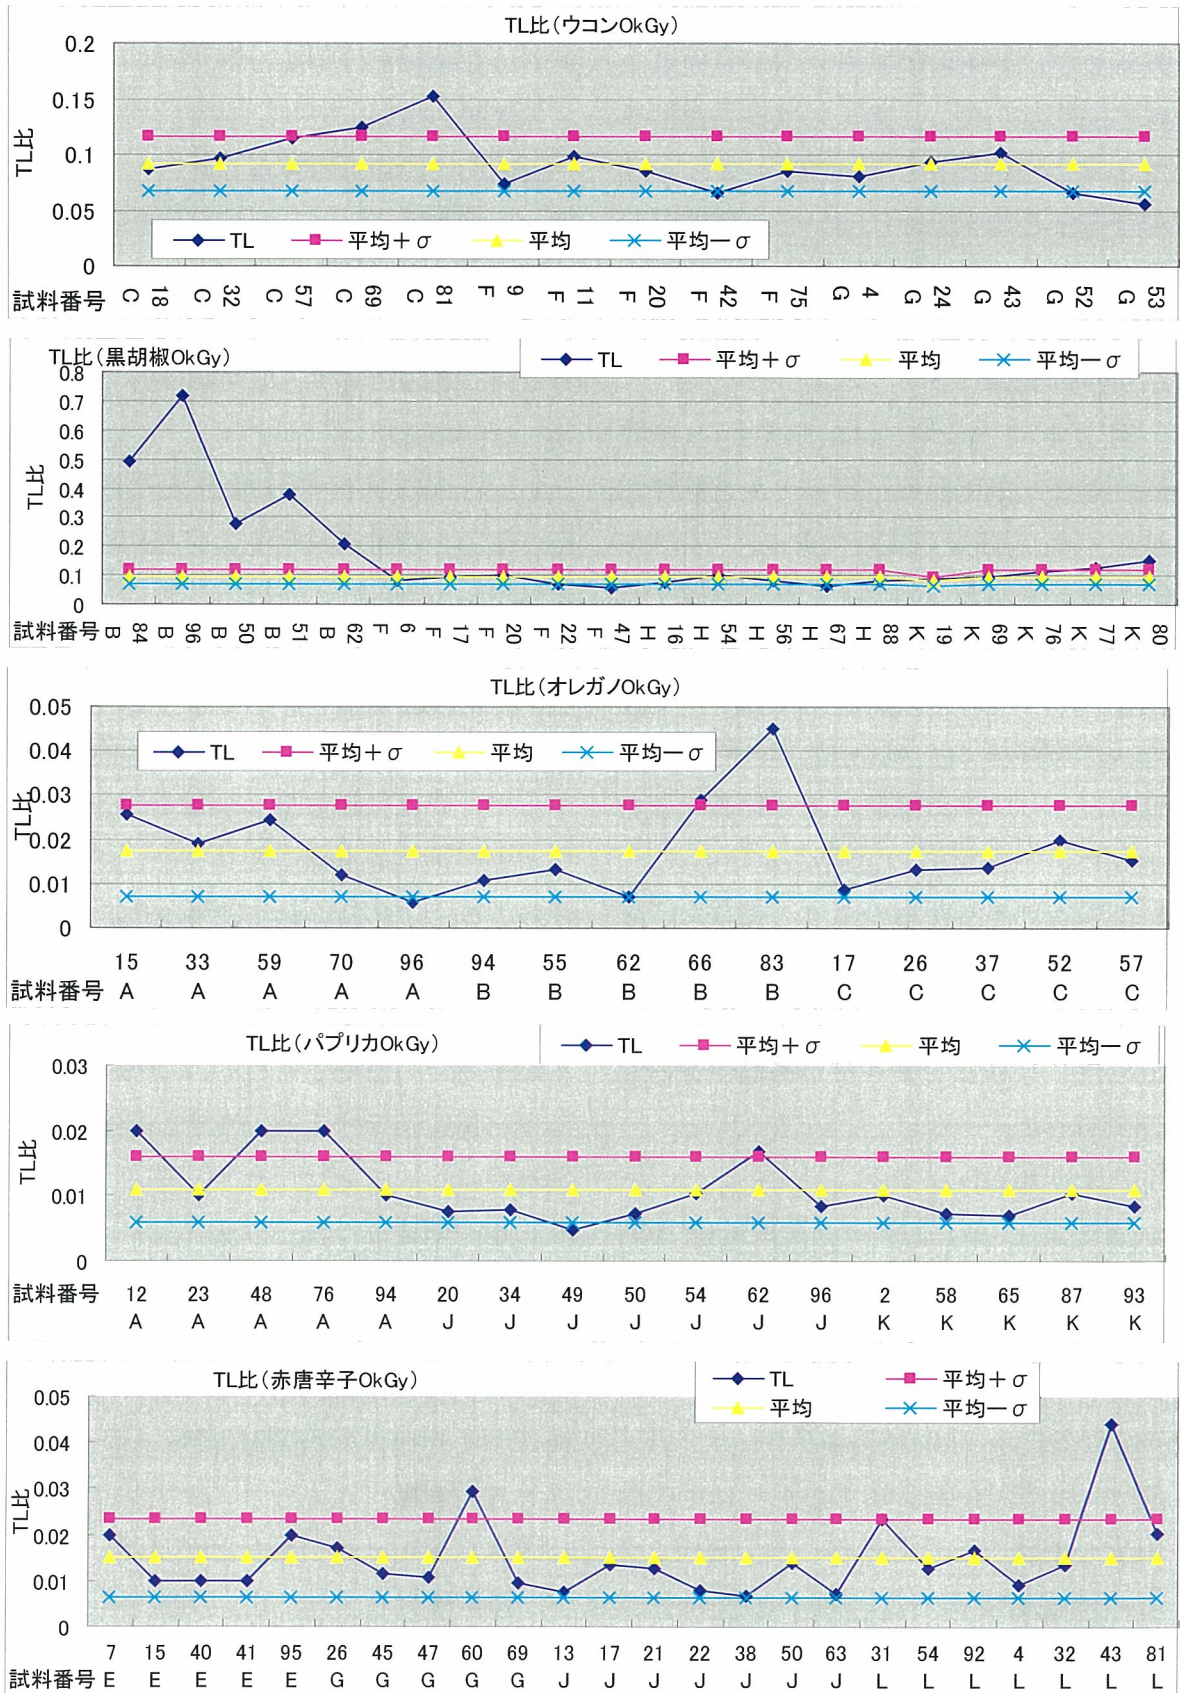 TL比(ウコン0kGy)
0.2
0.15
0.1
0.05
0
TL比
TL 平均+σ 平均 平均-σ
試料番号 C 18 C 32 C 57 C 69 C 81 F 9 F 11 F 20 F 42 F 75 G 4 G 24 G 43 G 52 G 53
TL比(黒胡椒0kGy)
TL 平均+σ 平均 平均-σ
0.8
0.7
0.6
0.5
0.4
0.3
0.2
0.1
0
TL比
試料番号 B 84 B 96 B 50 B 51 B 62 F 6 F 17 F 20 F 22 F 47 H 16 H 54 H 56 H 67 H 88 K 19 K 69 K 76 K 77 K 80
TL比(オレガノ0kGy)
0.05
0.04
0.03
0.02
0.01
0
TL比
TL 平均+σ 平均 平均-σ
15 33 59 70 96 94 55 62 66 83 17 26 37 52 57
試料番号 A A A A A B B B B B C C C C C
TL比(パプリカ0kGy)
TL 平均+σ 平均 平均-σ
0.03
0.02
0.01
0
TL比
試料番号 12 23 48 76 94 20 34 49 50 54 62 96 2 58 65 87 93
A A A A A J J J J J J J K K K K K
TL比(赤唐辛子0kGy)
TL 平均+σ
平均 平均-σ
0.05
0.04
0.03
0.02
0.01
0
TL比
7 15 40 41 95 26 45 47 60 69 13 17 21 22 38 50 63 31 54 92 4 32 43 81
試料番号 E E E E E G G G G G J J J J J J J L L L L L L L